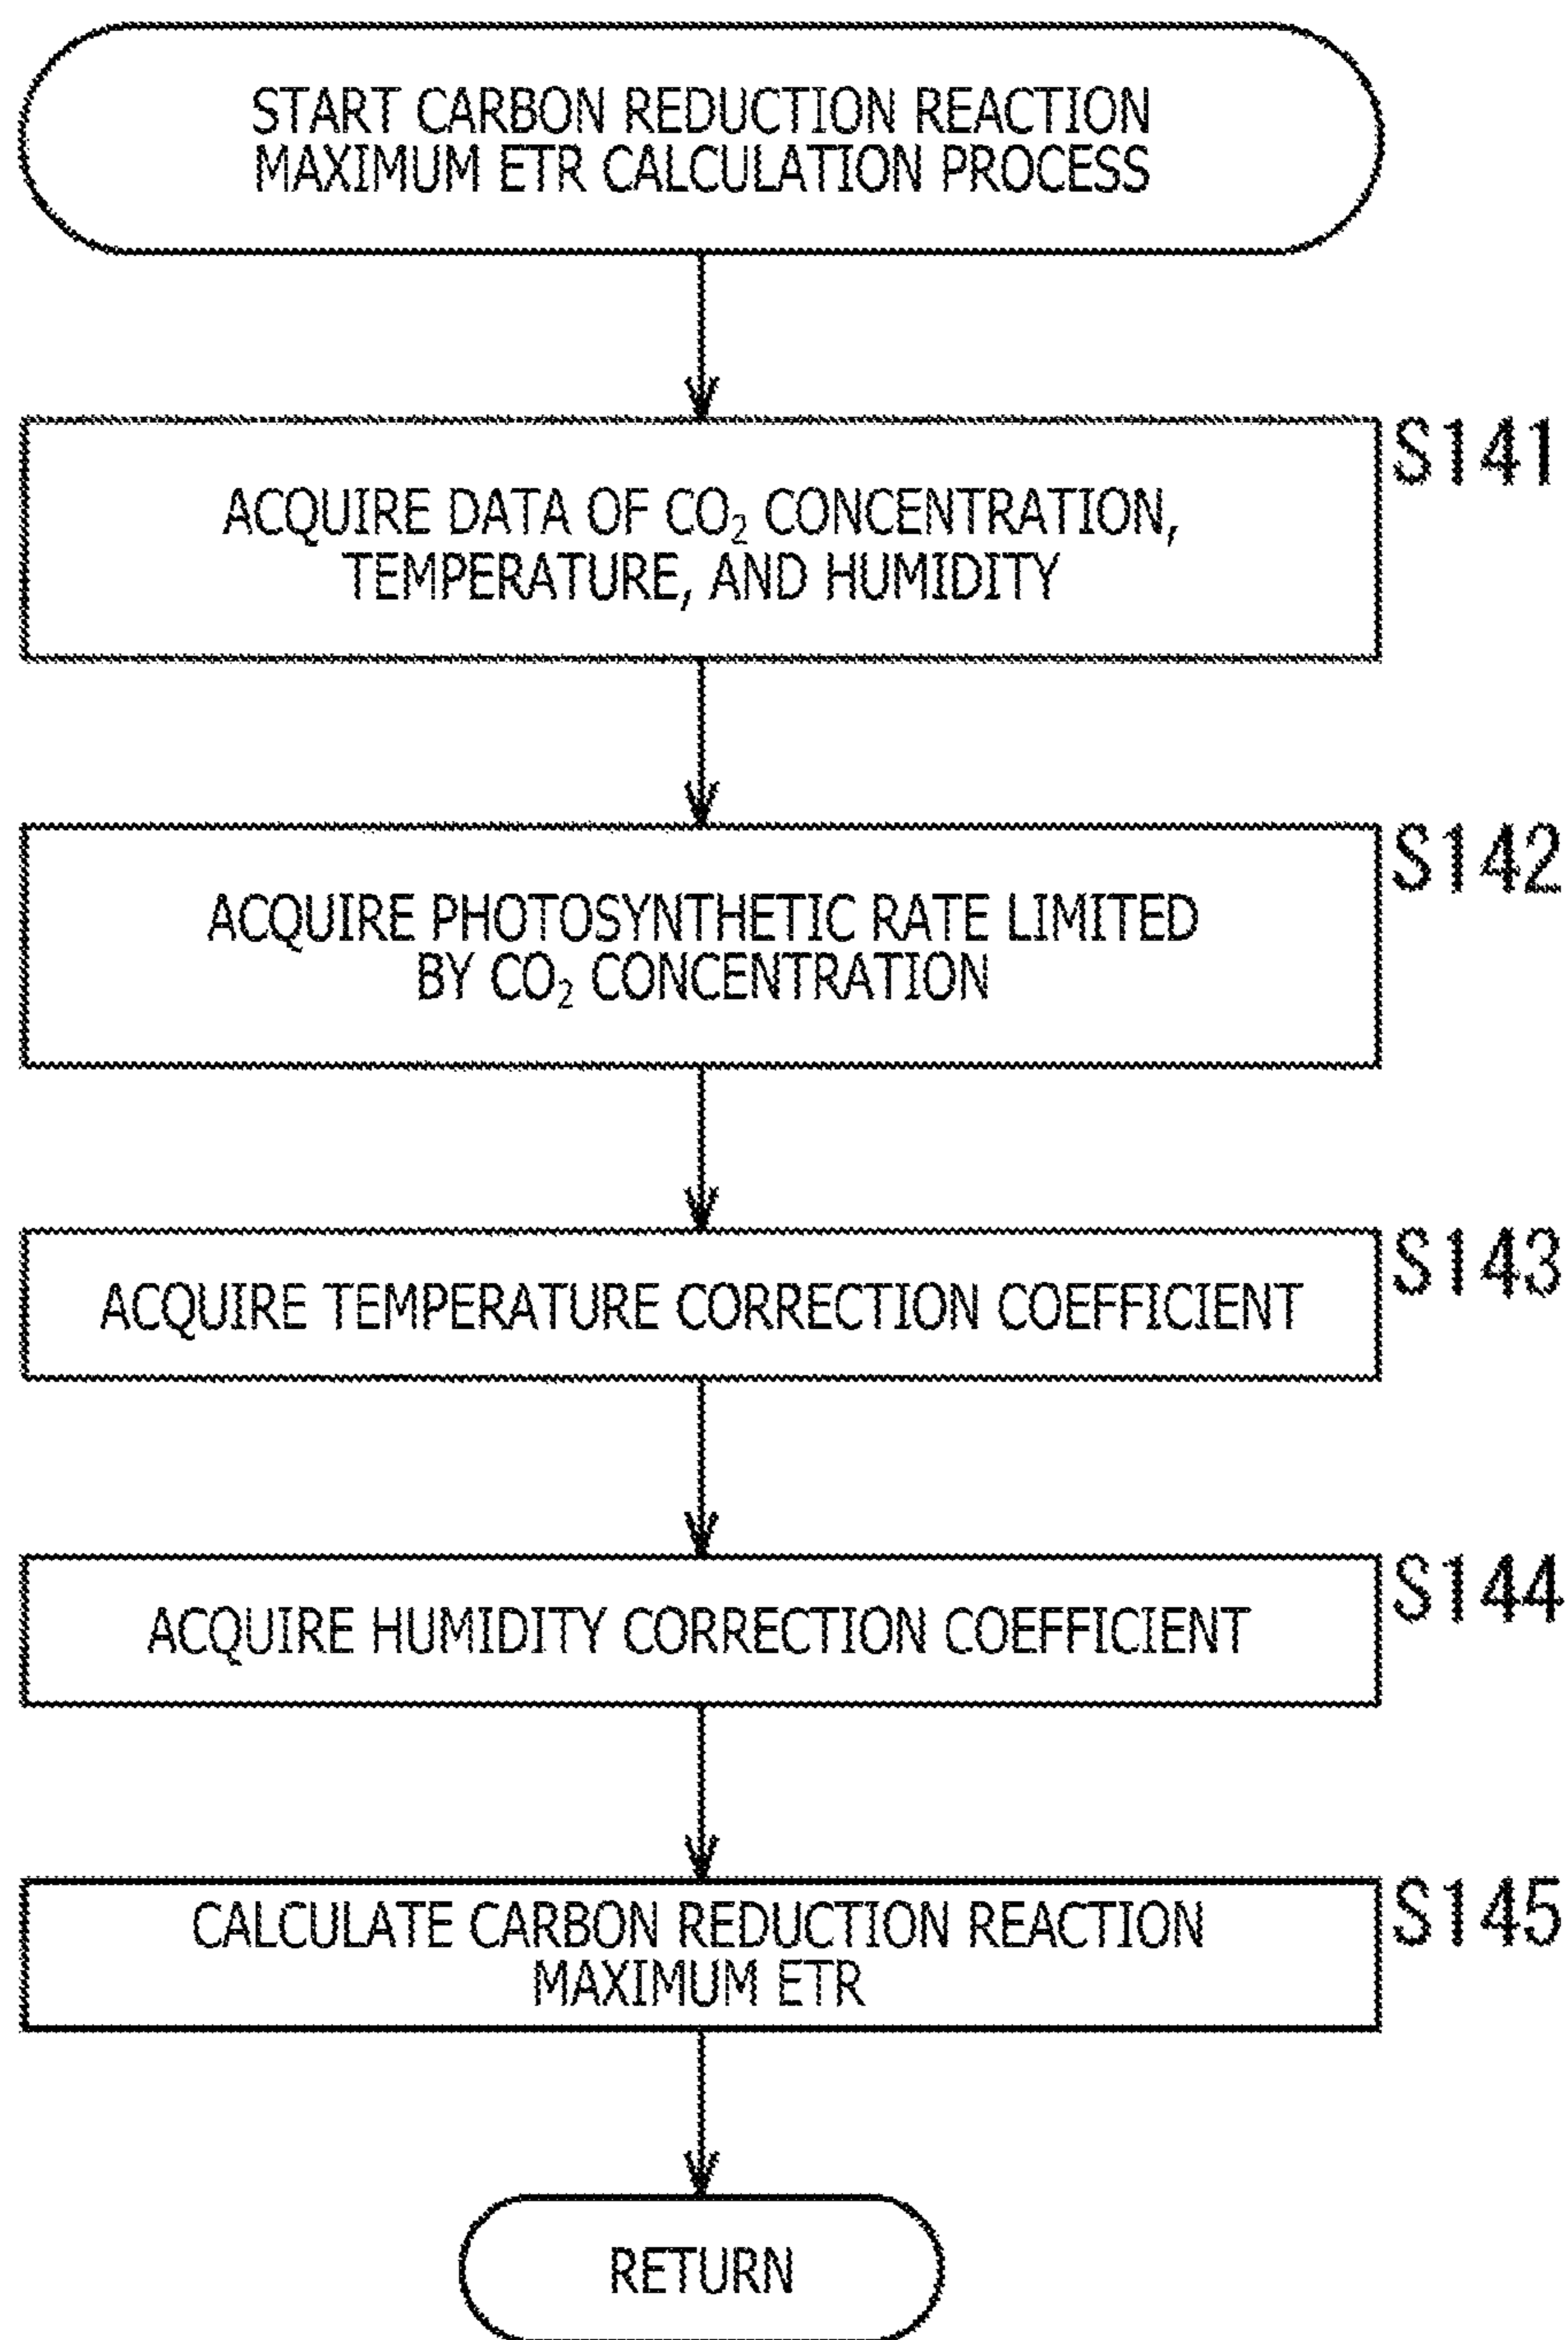 START CARBON REDUCTION REACTION
MAXIMUM ETR CALCULATION PROCESS
S141
ACQUIRE DATA OF CO₂ CONCENTRATION,
TEMPERATURE, AND HUMIDITY
S142
ACQUIRE PHOTOSYNTHETIC RATE LIMITED
BY CO₂ CONCENTRATION
S143
ACQUIRE TEMPERATURE CORRECTION COEFFICIENT
S144
ACQUIRE HUMIDITY CORRECTION COEFFICIENT
S145
CALCULATE CARBON REDUCTION REACTION
MAXIMUM ETR
RETURN